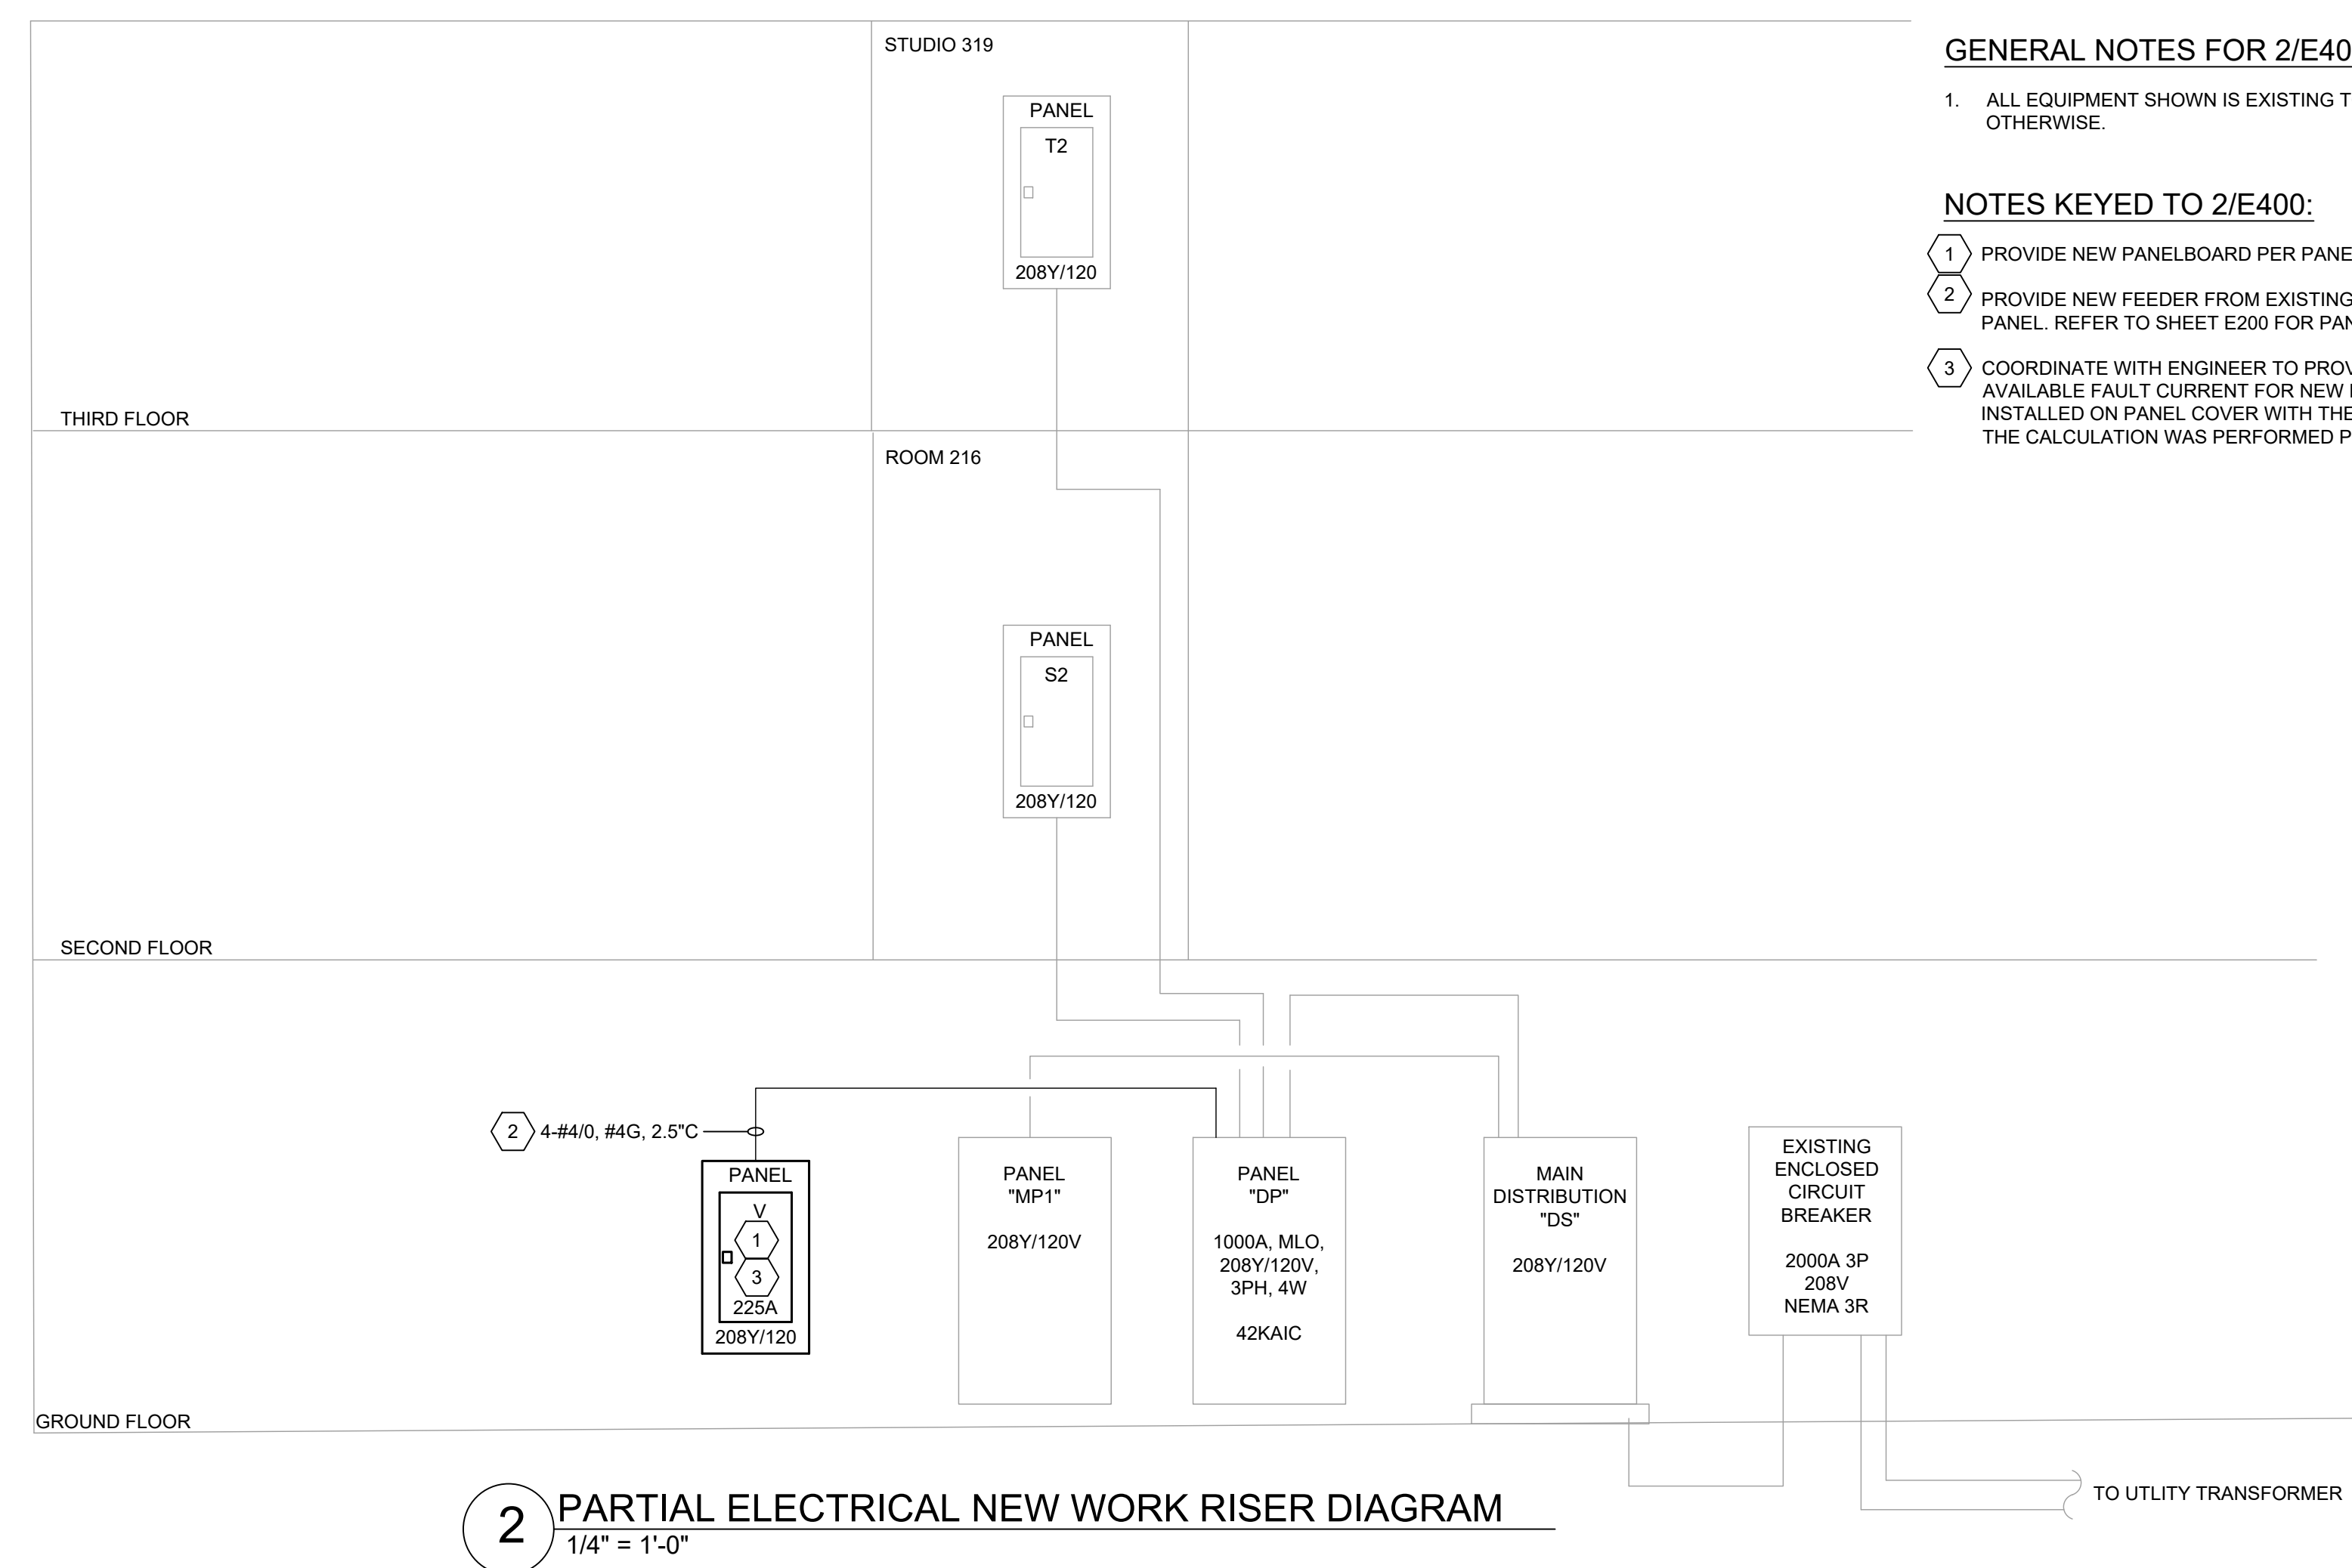 STUDIO 319
PANEL
T2
208Y/120
THIRD FLOOR
ROOM 216
PANEL
S2
208Y/120
SECOND FLOOR
2 4-#4/0, #4G, 2.5"C
PANEL
V
1
3
225A
208Y/120
PANEL
"MP1"
208Y/120V
PANEL
"DP"
1000A, MLO,
208Y/120V,
3PH, 4W
42KAIC
MAIN
DISTRIBUTION
"DS"
208Y/120V
EXISTING
ENCLOSED
CIRCUIT
BREAKER
2000A 3P
208V
NEMA 3R
GROUND FLOOR
TO UTLITY TRANSFORMER
2 PARTIAL ELECTRICAL NEW WORK RISER DIAGRAM
1/4" = 1'-0"
GENERAL NOTES FOR 2/E40
1. ALL EQUIPMENT SHOWN IS EXISTING
OTHERWISE.
NOTES KEYED TO 2/E400:
1 PROVIDE NEW PANELBOARD PER
2 PROVIDE NEW FEEDER FROM EXISTING
PANEL. REFER TO SHEET E200 FOR
3 COORDINATE WITH ENGINEER TO
AVAILABLE FAULT CURRENT FOR NEW
INSTALLED ON PANEL COVER WITH THE
THE CALCULATION WAS PERFORMED